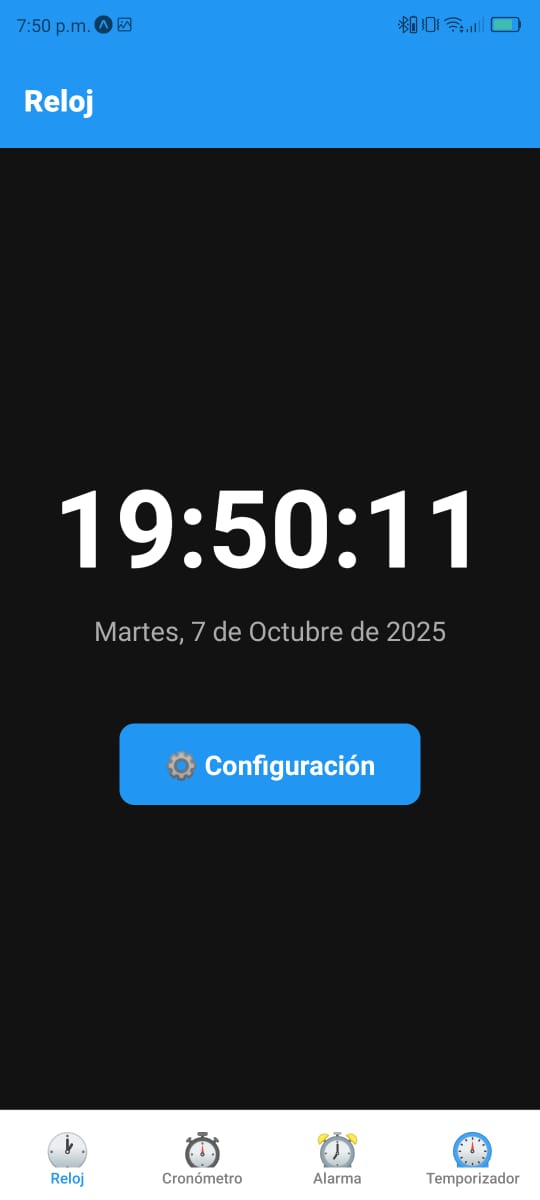 7:50 p.m.
Reloj
19:50:11
Martes, 7 de Octubre de 2025
Configuración
Reloj
Cronómetro
Alarma
Temporizador